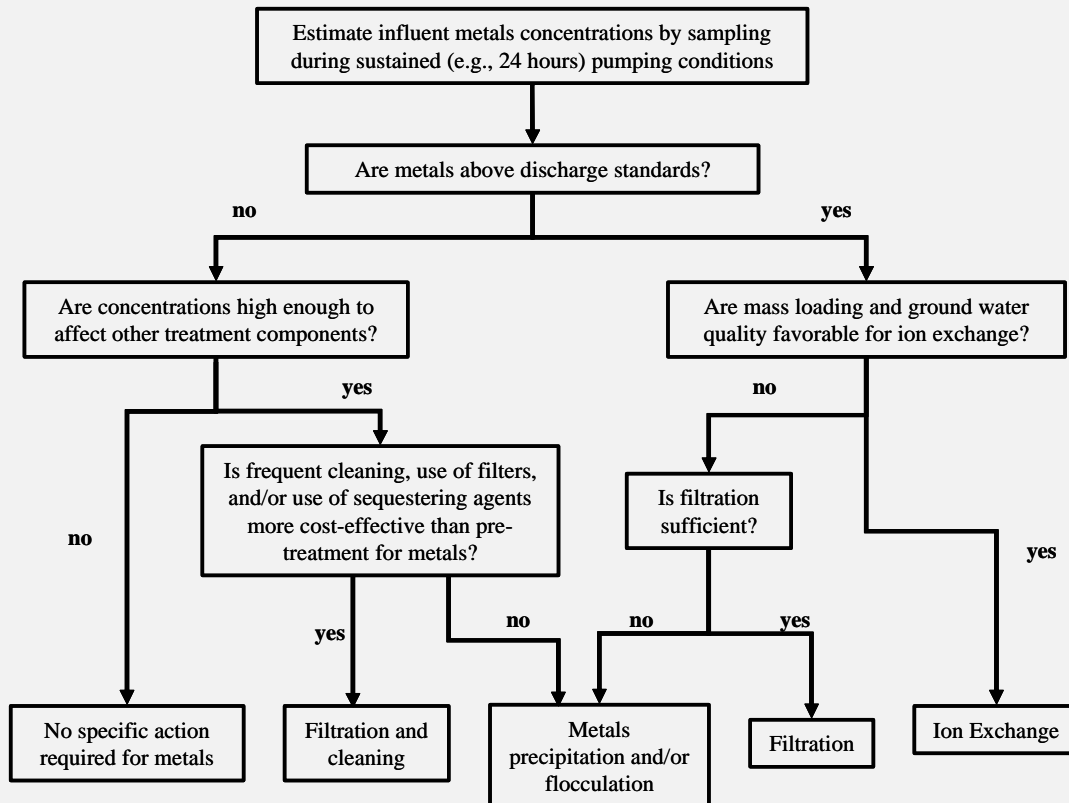 Estimate influent metals concentrations by sampling
during sustained (e.g., 24 hours) pumping conditions
Are metals above discharge standards?
no
yes
Are concentrations high enough to
affect other treatment components?
Are mass loading and ground water
quality favorable for ion exchange?
yes
no
Is frequent cleaning, use of filters,
and/or use of sequestering agents
more cost-effective than pre-
treatment for metals?
Is filtration
sufficient?
no
yes
yes
no
no
yes
No specific action
required for metals
Filtration and
cleaning
Metals
precipitation and/or
flocculation
Filtration
Ion Exchange